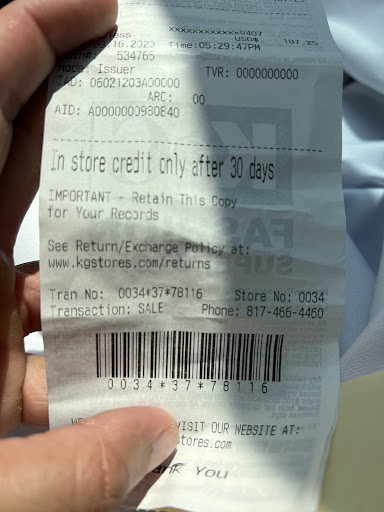 xxxxxxxxxxxx5407
USD$ 187.25
16.2023 Time:05:29:47PM
534765
Mode: Issuer
TVR: 0000000000
IAD: 06021203A00000
ARC: 00
AID: A0000000980840
In store credit only after 30 days
IMPORTANT - Retain This Copy
for Your Records
See Return/Exchange Policy at:
www.kgstores.com/returns
Tran No: 0034*37*78116 Store No: 0034
Transaction: SALE Phone: 817-466-4460
0034*37*78116
VISIT OUR WEBSITE AT:
stores.com
You